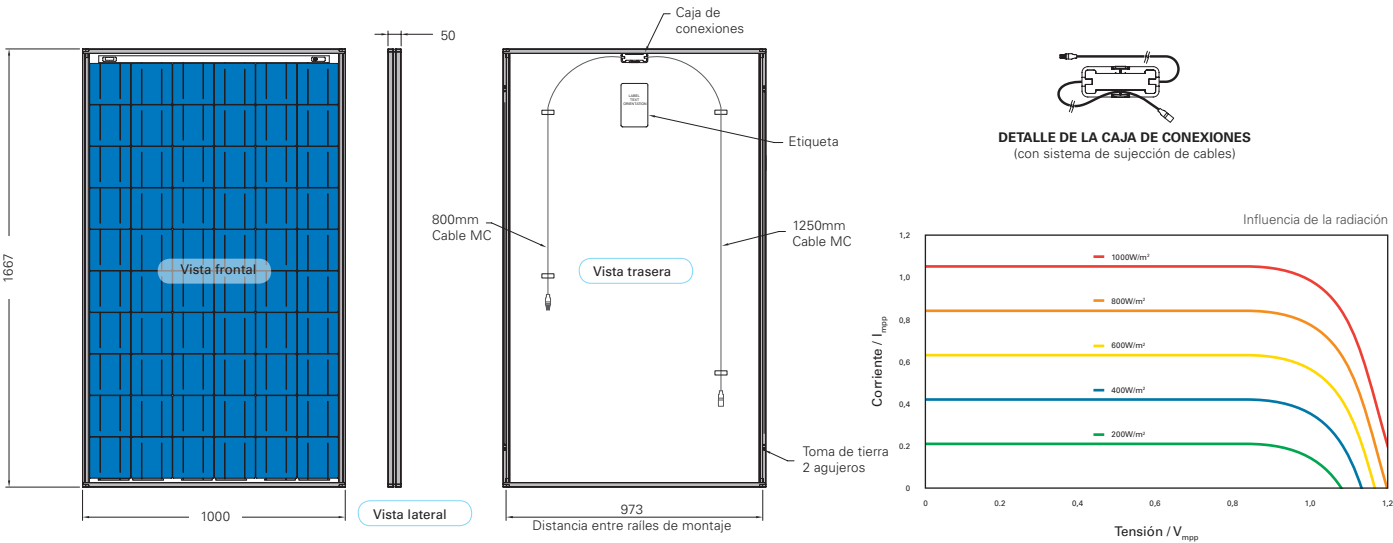 1667
1000
Vista frontal
50
Vista lateral
Caja de
conexiones
LABEL
TEXT
ORIENTATION
Etiqueta
800mm
Cable MC
1250mm
Cable MC
Vista trasera
Toma de tierra
2 agujeros
973
Distancia entre raíles de montaje
DETALLE DE LA CAJA DE CONEXIONES
(con sistema de sujección de cables)
Influencia de la radiación
Corriente / Impp
1,2
1,0
0,8
0,6
0,4
0.2
0
1000W/m²
800W/m²
600W/m²
400W/m²
200W/m²
0 0.2 0,4 0,6 0,8 1,0 1,2
Tensión / Vmpp